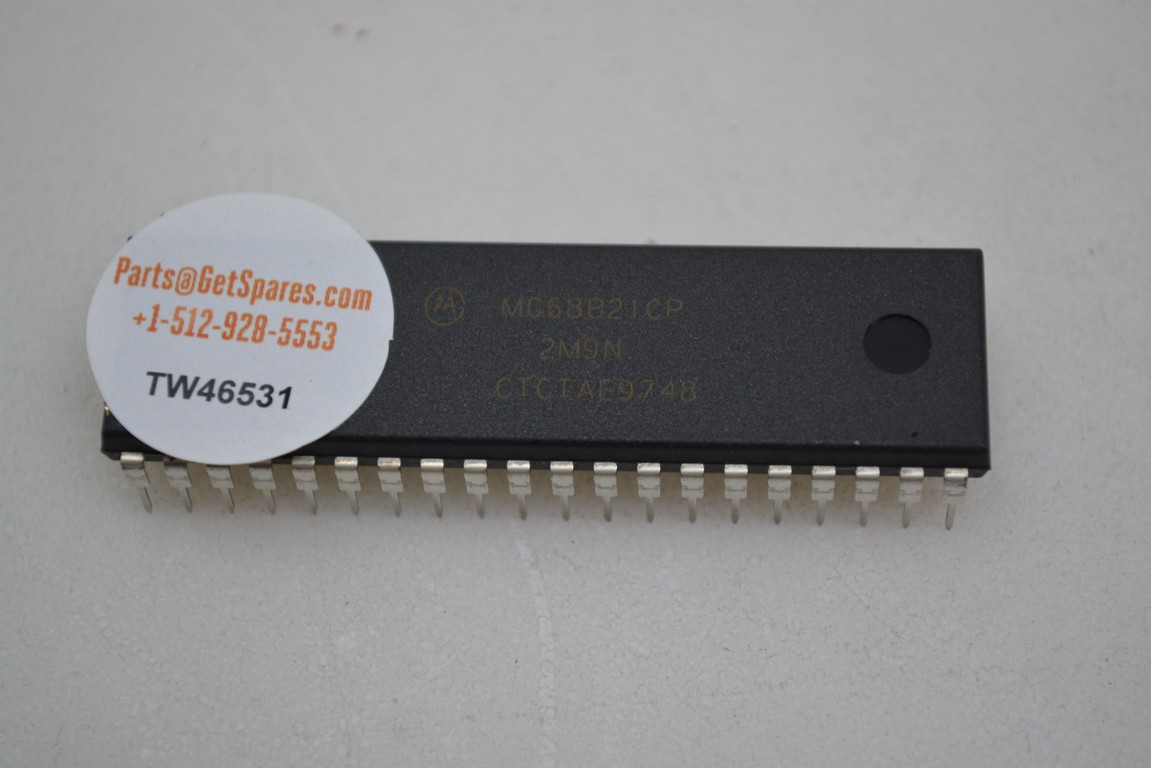 Parts@GetSpares.com
+1-512-928-5553
TW46531
MC68B21CP
2M9N
CTCTAE9748